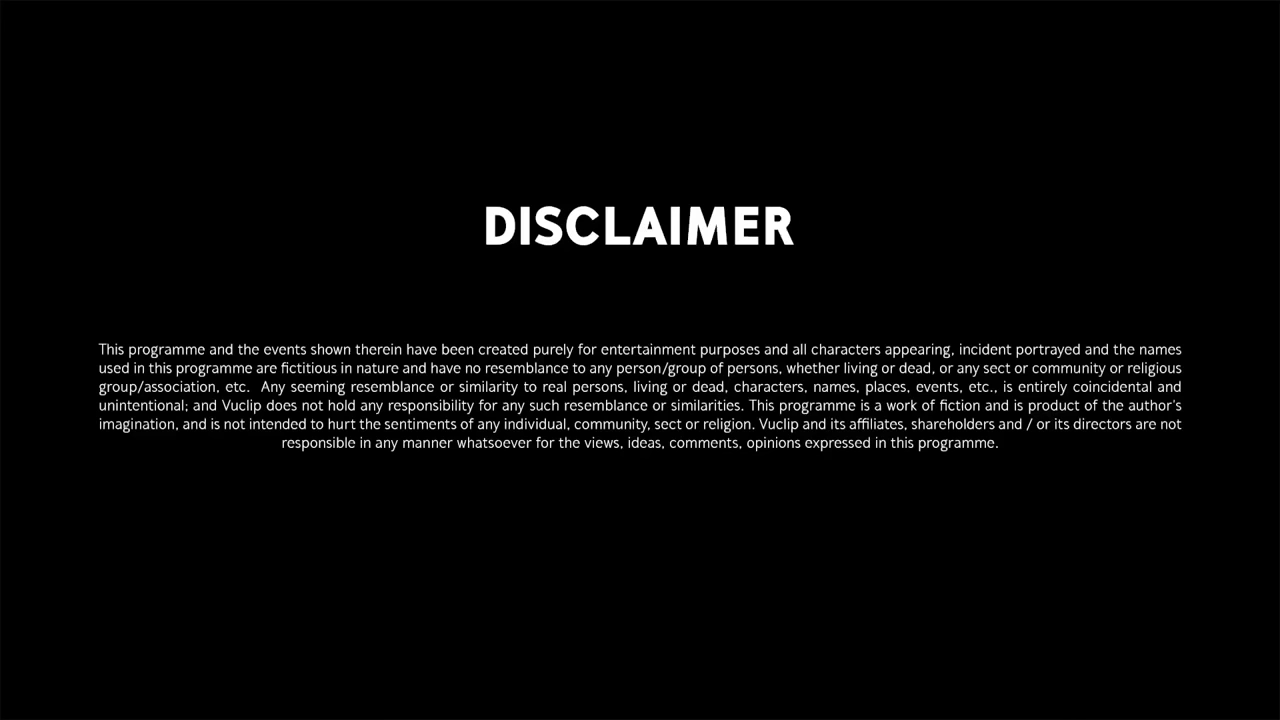 DISCLAIMER
This programme and the events shown therein have been created purely for entertainment purposes and all characters appearing, incident portrayed and the names
used in this programme are fictitious in nature and have no resemblance to any person/group of persons, whether living or dead, or any sect or community or religious
group/association, etc.  Any seeming resemblance or similarity to real persons, living or dead, characters, names, places, events, etc., is entirely coincidental and
unintentional; and Vuclip does not hold any responsibility for any such resemblance or similarities. This programme is a work of fiction and is product of the author's
imagination, and is not intended to hurt the sentiments of any individual, community, sect or religion. Vuclip and its affiliates, shareholders and / or its directors are not
responsible in any manner whatsoever for the views, ideas, comments, opinions expressed in this programme.